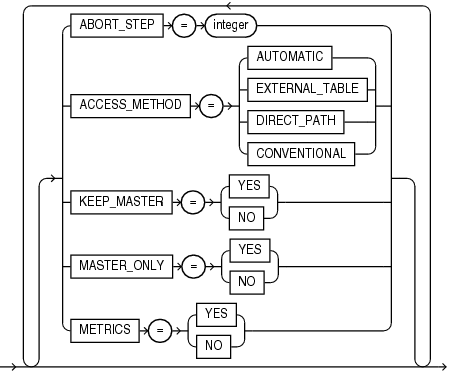 ABORT_STEP = integer
AUTOMATIC
EXTERNAL_TABLE
ACCESS_METHOD =
DIRECT_PATH
CONVENTIONAL
YES
KEEP_MASTER =
NO
YES
MASTER_ONLY =
NO
YES
METRICS =
NO